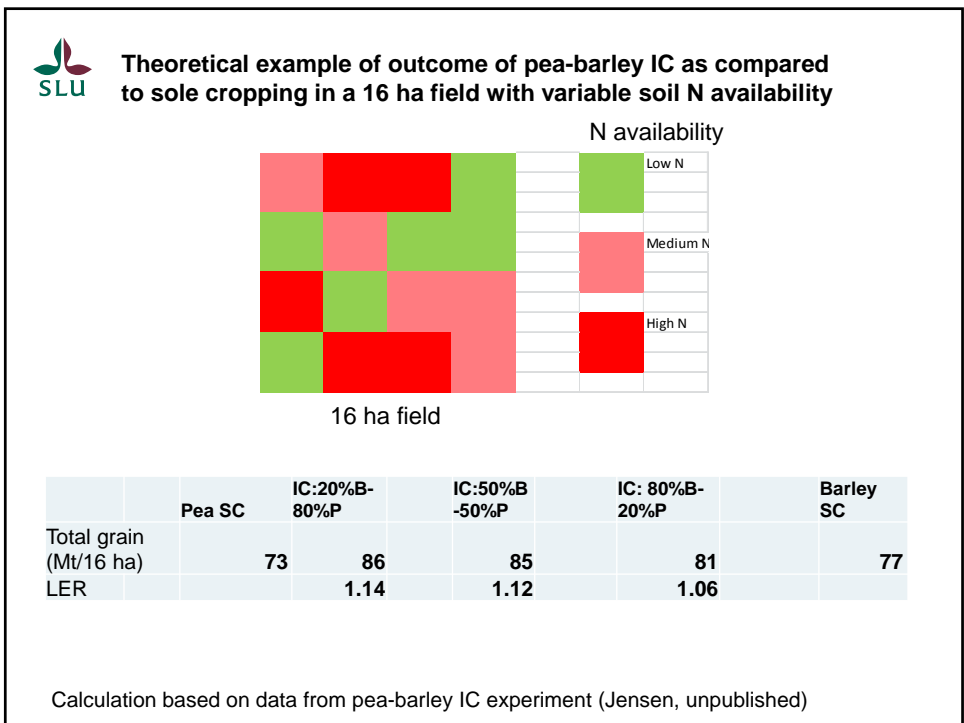 SLU
Theoretical example of outcome of pea-barley IC as compared
to sole cropping in a 16 ha field with variable soil N availability
N availability
Low N
Medium N
High N
16 ha field
Pea SC IC:20%B-80%P IC:50%B-50%P IC: 80%B-20%P Barley SC
Total grain (Mt/16 ha) 73 86 85 81 77
LER 1.14 1.12 1.06
Calculation based on data from pea-barley IC experiment (Jensen, unpublished)